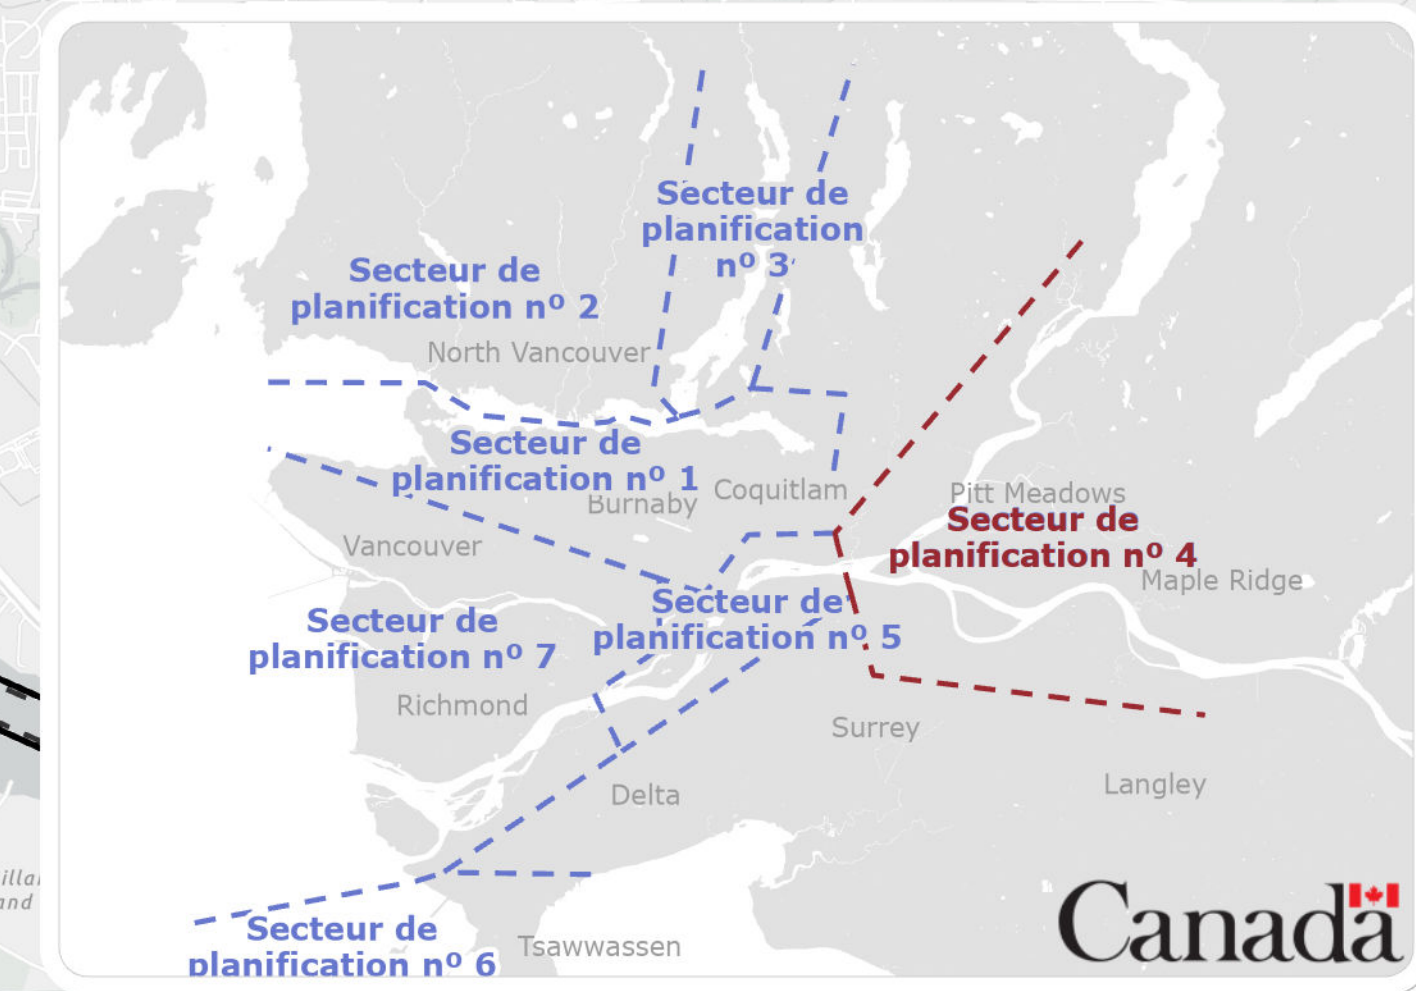 Secteur de
planification
nº 3
Secteur de
planification nº 2
North Vancouver
Secteur de
planification nº 1
Burnaby
Coquitlam
Pitt Meadows
Secteur de
planification nº 4
Vancouver
Maple Ridge
Secteur de
planification nº 5
Secteur de
planification nº 7
Richmond
Surrey
Langley
Delta
Secteur de
planification nº 6
Tsawwassen
Canada